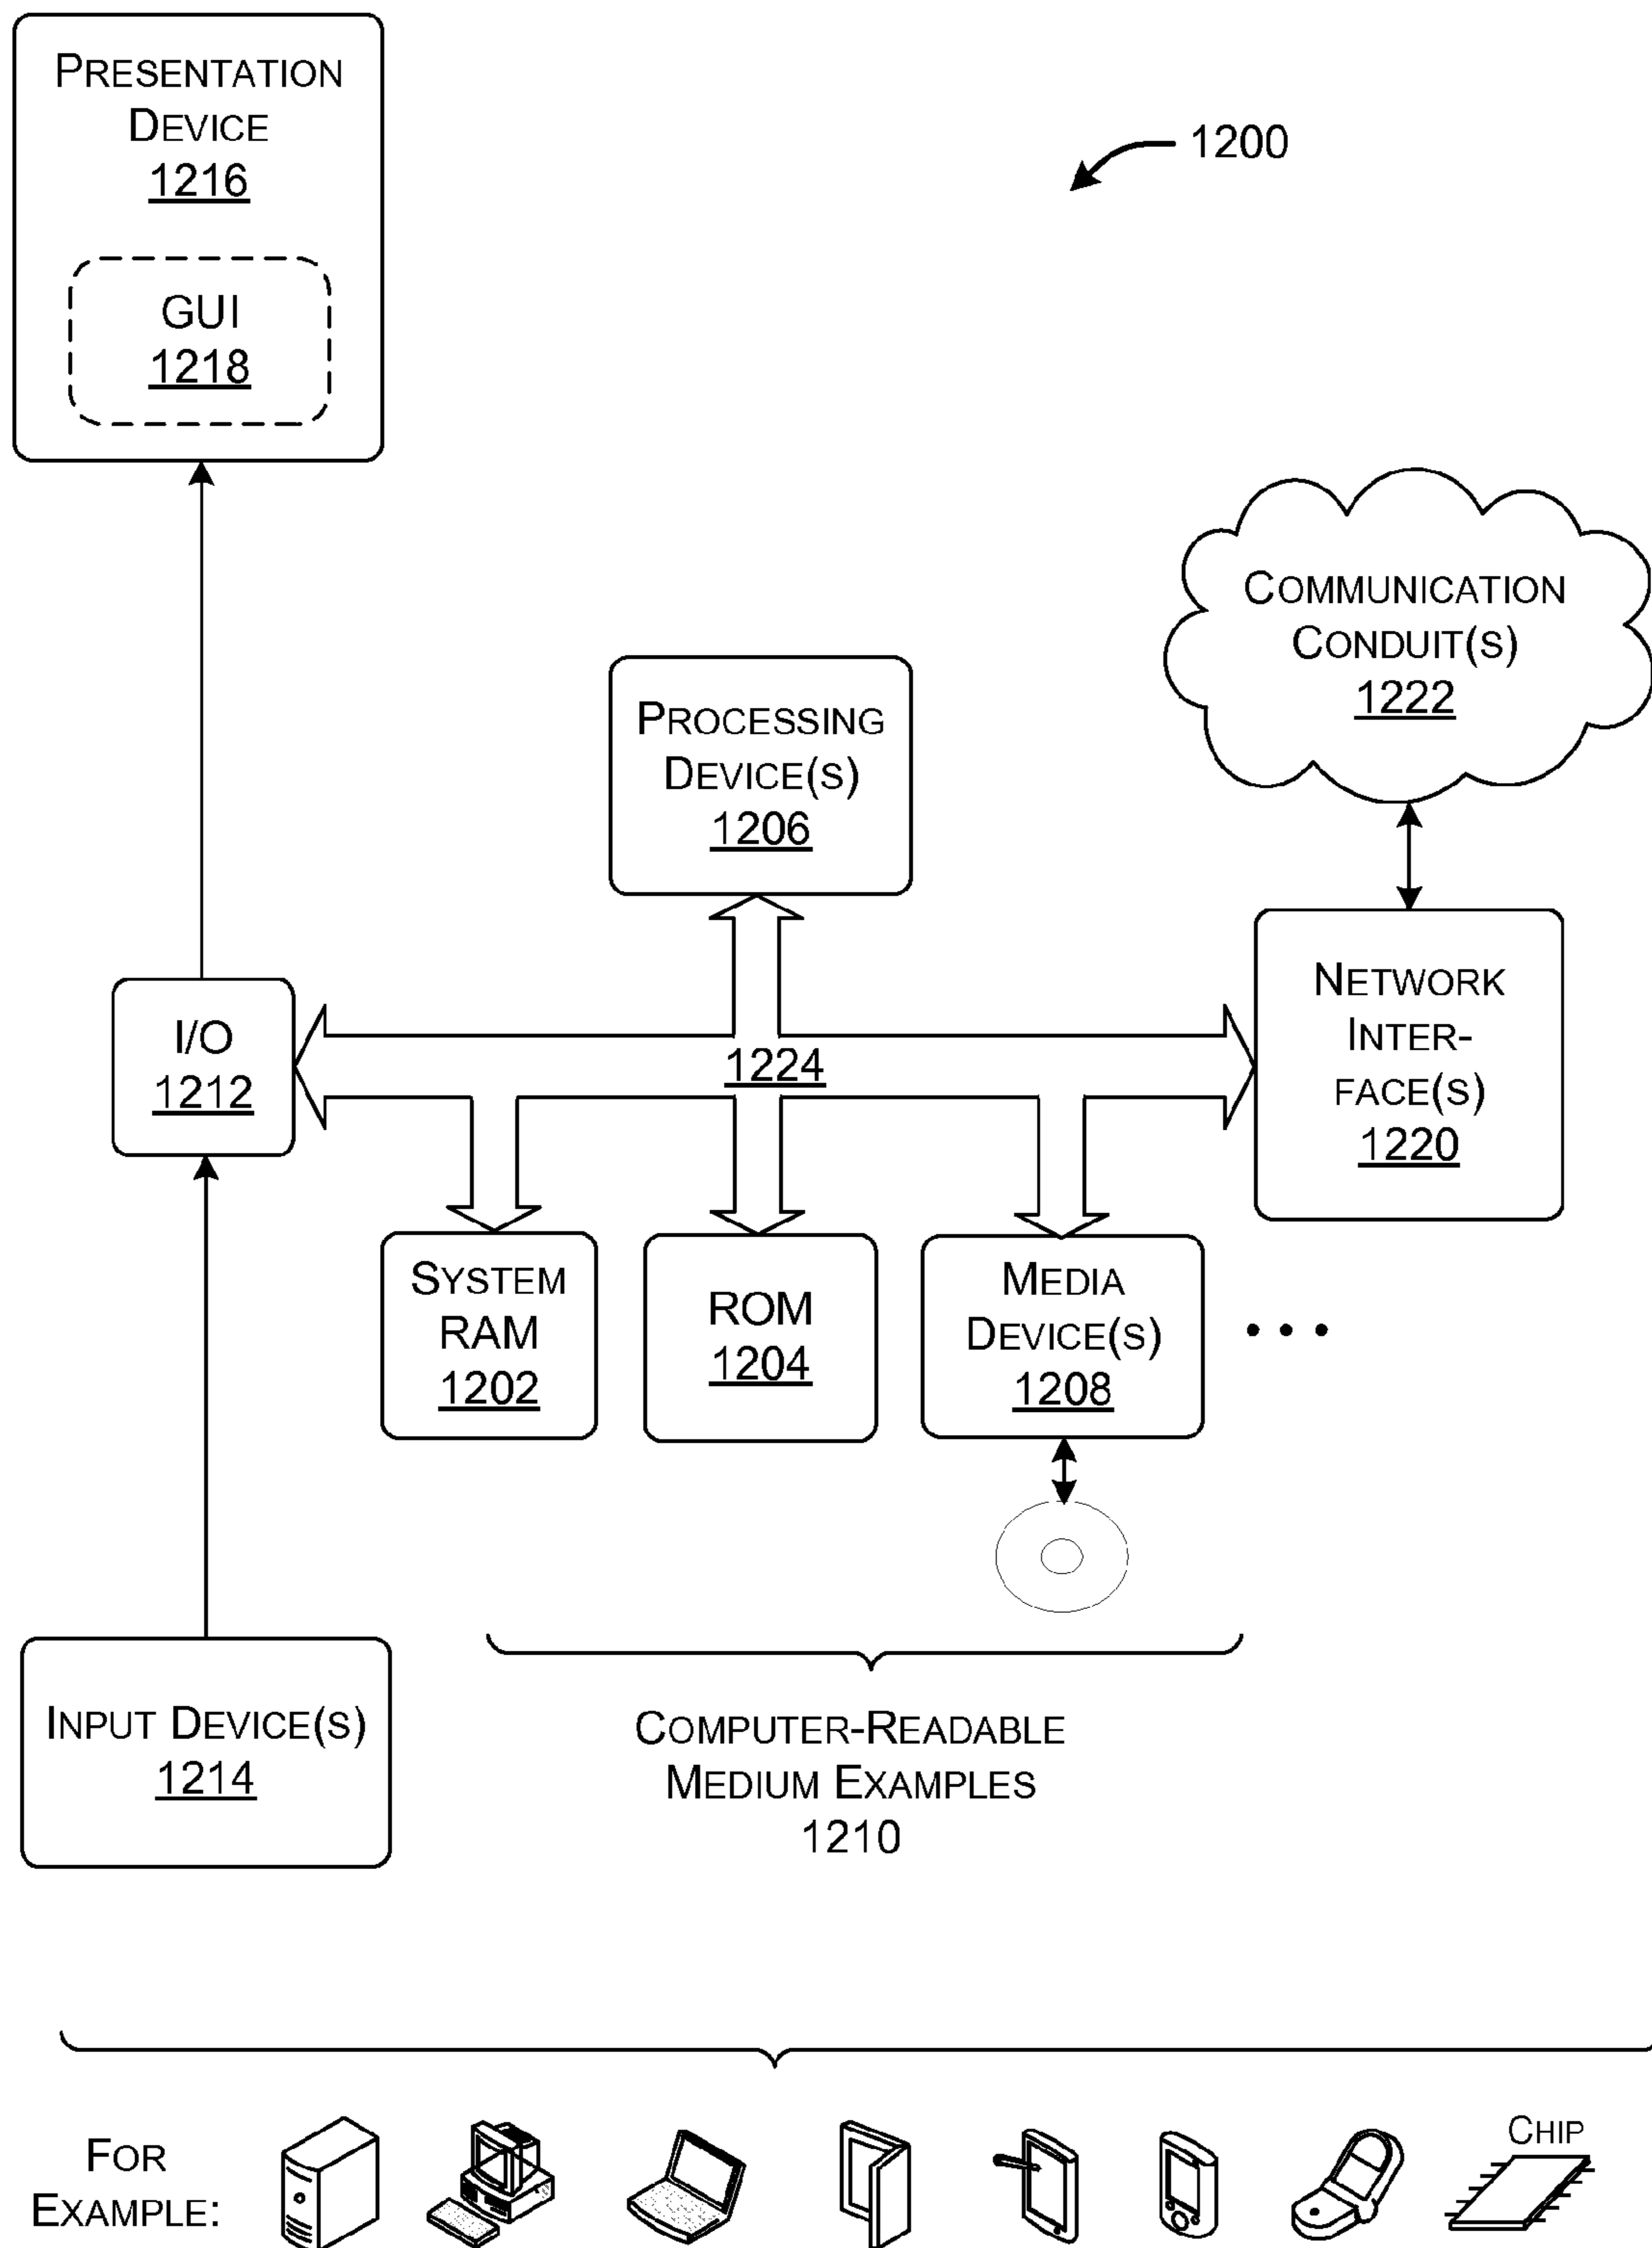 PRESENTATION
DEVICE
1216
GUI
1218
1200
COMMUNICATION
CONDUIT(S)
1222
PROCESSING
DEVICE(S)
1206
NETWORK
INTER-
FACE(S)
1220
I/O
1212
1224
SYSTEM
RAM
1202
ROM
1204
MEDIA
DEVICE(S)
1208
• • •
INPUT DEVICE(S)
1214
COMPUTER-READABLE
MEDIUM EXAMPLES
1210
FOR
EXAMPLE:
CHIP